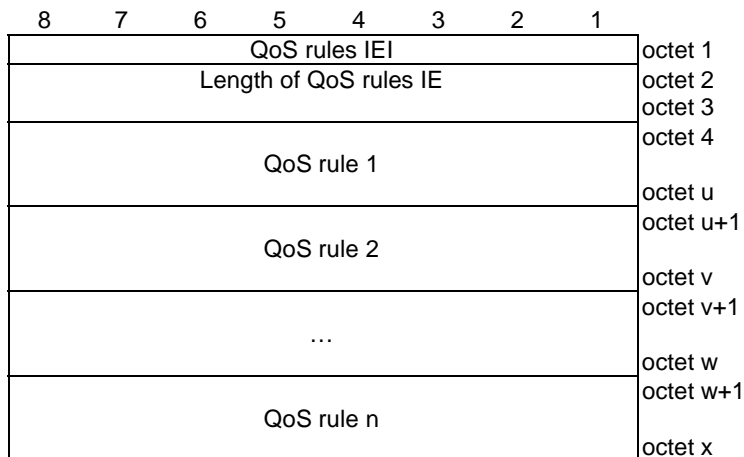 8 7 6 5 4 3 2 1
QoS rules IEI octet 1
Length of QoS rules IE octet 2
octet 3
octet 4
QoS rule 1
octet u
octet u+1
QoS rule 2
octet v
octet v+1
…
octet w
octet w+1
QoS rule n
octet x